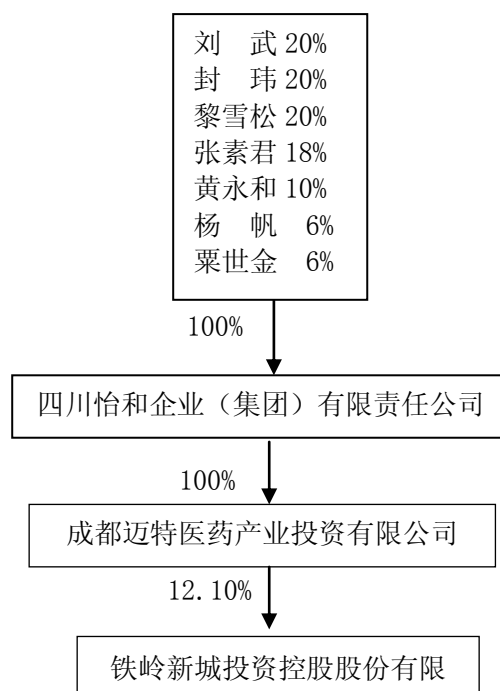 刘　武 20%
封　玮 20%
黎雪松 20%
张素君 18%
黄永和 10%
杨　帆　6%
粟世金　6%
100%
四川怡和企业（集团）有限责任公司
100%
成都迈特医药产业投资有限公司
12.10%
铁岭新城投资控股股份有限